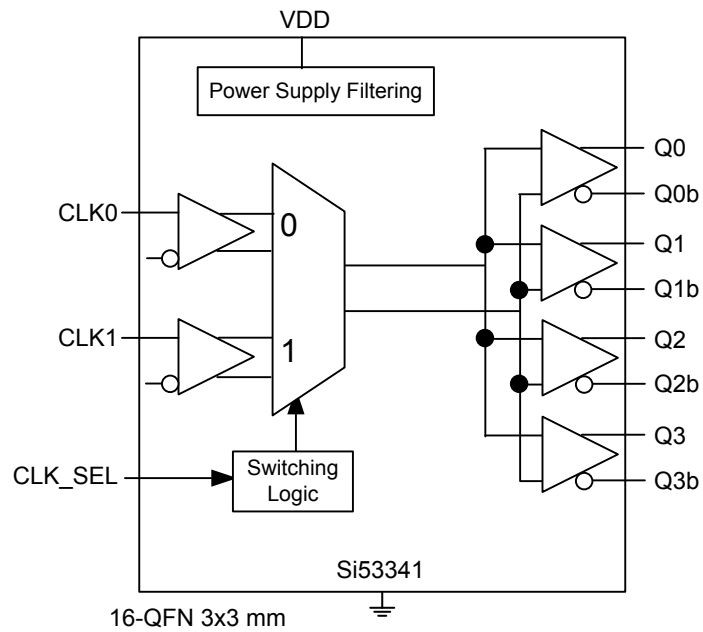 VDD
Power Supply Filtering
CLK0
0
Q0
Q0b
Q1
Q1b
CLK1
1
Q2
Q2b
CLK_SEL
Switching
Logic
Q3
Q3b
Si53341
16-QFN 3x3 mm